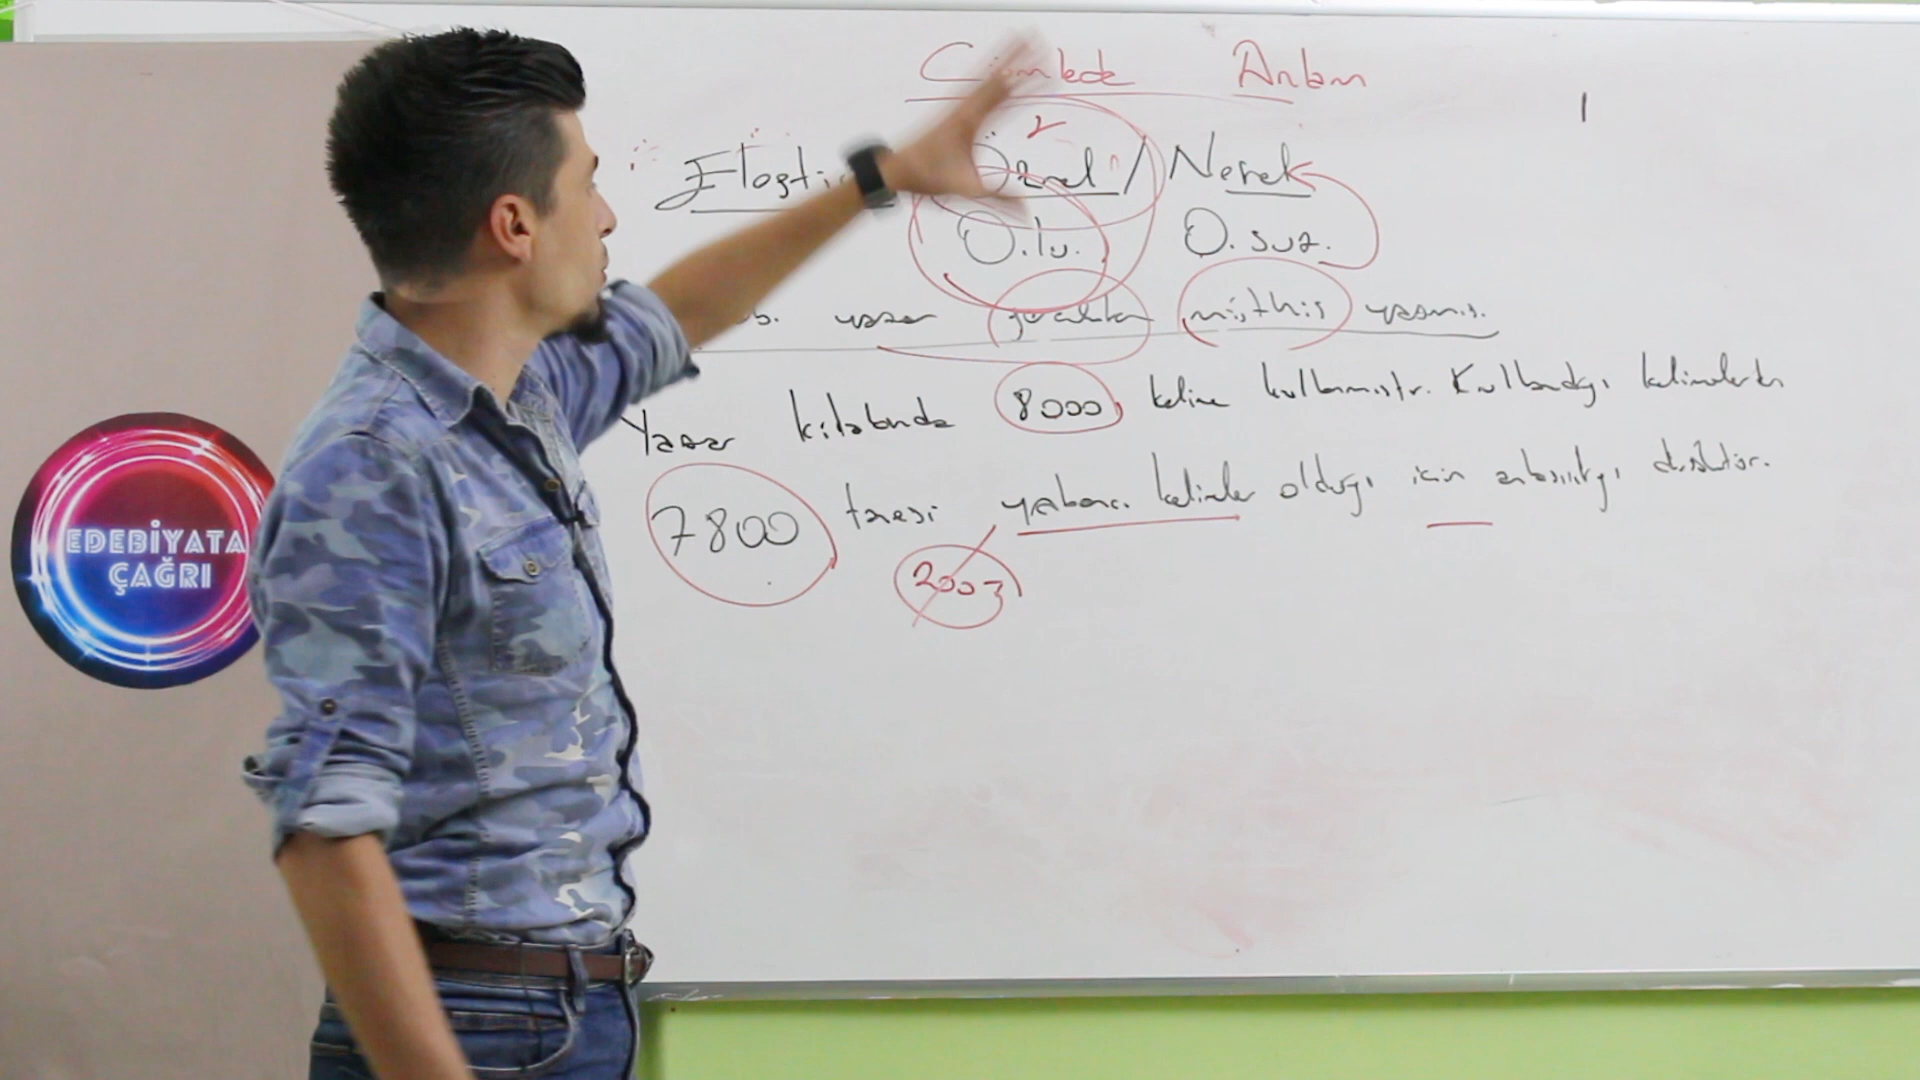 Cümlede Anlam
Eleştiri Öznel / Nesnel
O.lu. O.suz.
yazar müthiş yazmış.
Yazar kitabında 8000 kelime kullanmıştır. Kullandığı kelimelerden
7800 tanesi yabancı kelimeler olduğu için anlaşılırlığı düşüktür.
2003
EDEBİYATA
ÇAĞRI